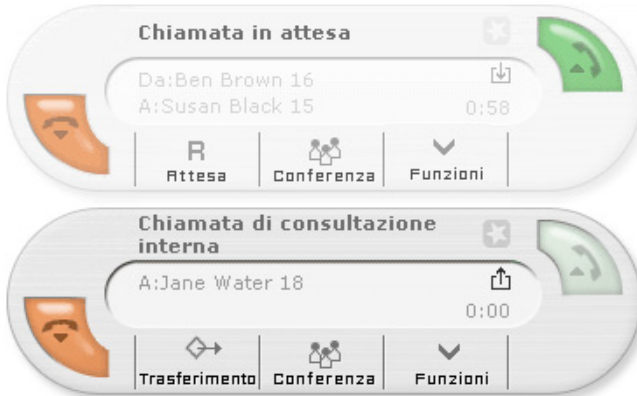 Chiamata in attesa
Da:Ben Brown 16
A:Susan Black 15 0:58
R
Attesa Conferenza Funzioni
Chiamata di consultazione
interna
A:Jane Water 18
0:00
Trasferimento Conferenza Funzioni